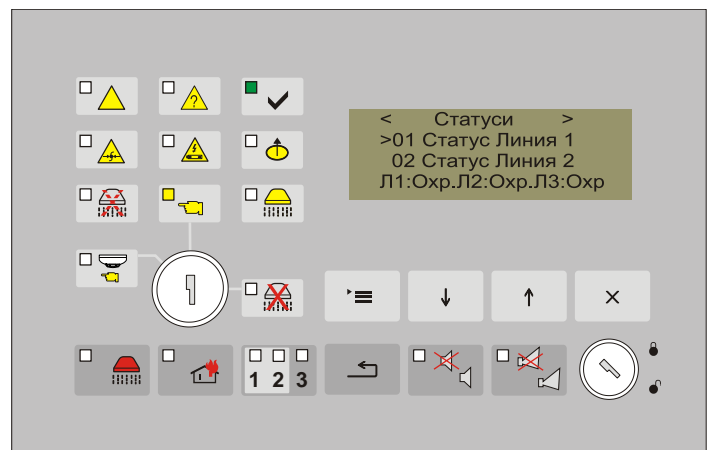 ?
< Статуси >
>01 Статус Линия 1
02 Статус Линия 2
Л1:Охр.Л2:Охр.Л3:Охр
1 2 3